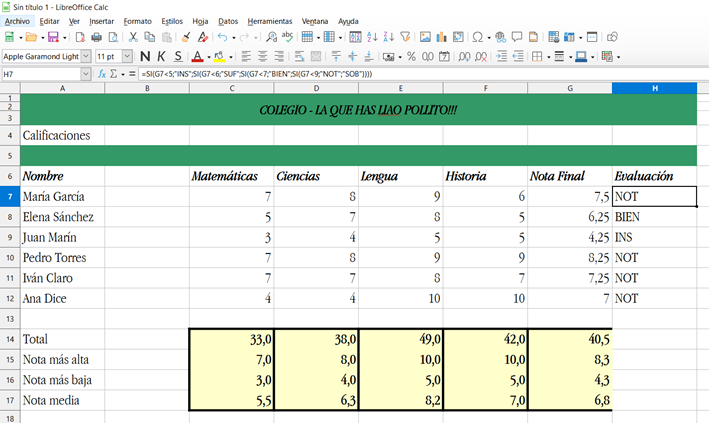 Sin título 1 - LibreOffice Calc
Archivo Editar Ver Insertar Formato Estilos Hoja Datos Herramientas Ventana Ayuda
Apple Garamond Light 11 pt N K S
H7 =SI(G7<5;"INS";SI(G7<6;"SUF";SI(G7<7;"BIEN";SI(G7<9;"NOT";"SOB"))))
A B C D E F G H
1
2 COLEGIO - LA QUE HAS LIAO POLLITO!!!
3
4 Calificaciones
5
6 Nombre Matemáticas Ciencias Lengua Historia Nota Final Evaluación
7 María García 7 8 9 6 7,5 NOT
8 Elena Sánchez 5 7 8 5 6,25 BIEN
9 Juan Marín 3 4 5 5 4,25 INS
10 Pedro Torres 7 8 9 9 8,25 NOT
11 Iván Claro 7 7 8 7 7,25 NOT
12 Ana Dice 4 4 10 10 7 NOT
13
14 Total 33,0 38,0 49,0 42,0 40,5
15 Nota más alta 7,0 8,0 10,0 10,0 8,3
16 Nota más baja 3,0 4,0 5,0 5,0 4,3
17 Nota media 5,5 6,3 8,2 7,0 6,8
18